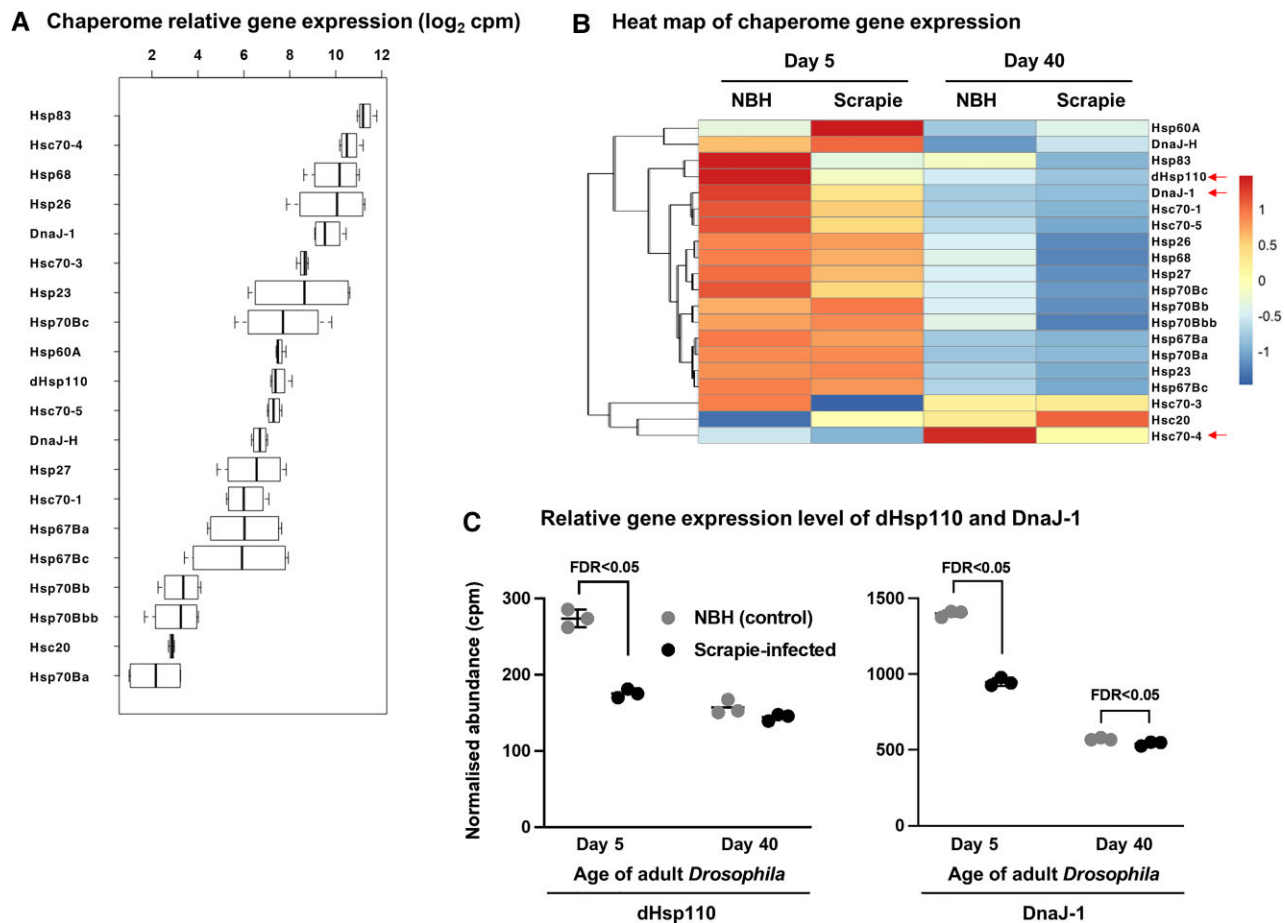 A Chaperome relative gene expression (log2 cpm)
2 4 6 8 10 12
Hsp83
Hsc70-4
Hsp68
Hsp26
DnaJ-1
Hsc70-3
Hsp23
Hsp70Bc
Hsp60A
dHsp110
Hsc70-5
DnaJ-H
Hsp27
Hsc70-1
Hsp67Ba
Hsp67Bc
Hsp70Bb
Hsp70Bbb
Hsc20
Hsp70Ba
B Heat map of chaperome gene expression
Day 5 Day 40
NBH Scrapie NBH Scrapie
Hsp60A
DnaJ-H
Hsp83
dHsp110
DnaJ-1
Hsc70-1
Hsc70-5
Hsp26
Hsp68
Hsp27
Hsp70Bc
Hsp70Bb
Hsp70Bbb
Hsp67Ba
Hsp70Ba
Hsp23
Hsp67Bc
Hsc70-3
Hsc20
Hsc70-4
1
0.5
0
-0.5
-1
C Relative gene expression level of dHsp110 and DnaJ-1
Normalised abundance (cpm)
300
200
100
0
FDR<0.05
NBH (control)
Scrapie-infected
Day 5 Day 40
Age of adult Drosophila
dHsp110
1500
1000
500
0
FDR<0.05
FDR<0.05
Day 5 Day 40
Age of adult Drosophila
DnaJ-1